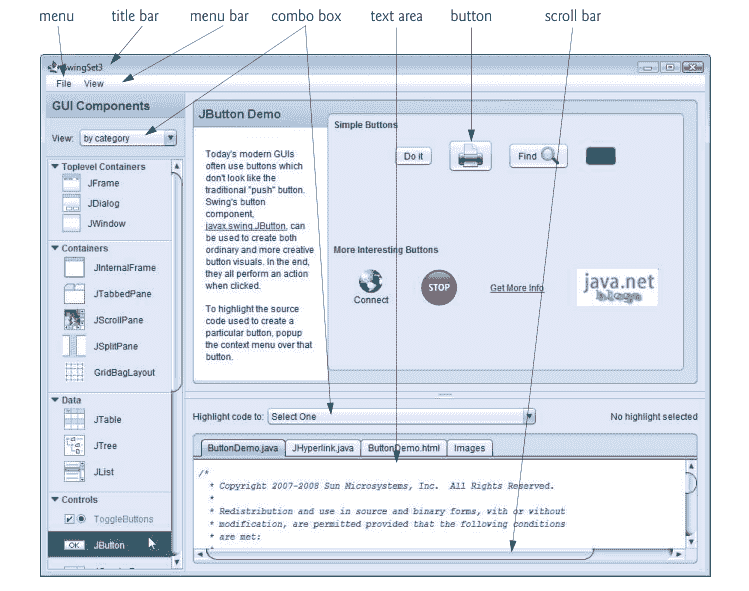 menu title bar menu bar combo box text area button scroll bar
SwingSet3
File View
GUI Components
View: by category
Toplevel Containers
JFrame
JDialog
JWindow
Containers
JInternalFrame
JTabbedPane
JScrollPane
JSplitPane
GridBagLayout
Data
JTable
JTree
JList
Controls
ToggleButtons
OK JButton
JButton Demo
Today's modern GUIs
often use buttons which
don't look like the
traditional "push" button.
Swing's button
component,
javax.swing.JButton, can
be used to create both
ordinary and more creative
button visuals. In the end,
they all perform an action
when clicked.
To highlight the source
code used to create a
particular button, popup
the context menu over that
button.
Simple Buttons
Do it Find
More Interesting Buttons
Connect STOP Get More Info java.net
blogs
Highlight code to: Select One No highlight selected
ButtonDemo.java JHyperlink.java ButtonDemo.html Images
/*
* Copyright 2007-2008 Sun Microsystems, Inc. All Rights Reserved.
*
* Redistribution and use in source and binary forms, with or without
* modification, are permitted provided that the following conditions
* are met:
*